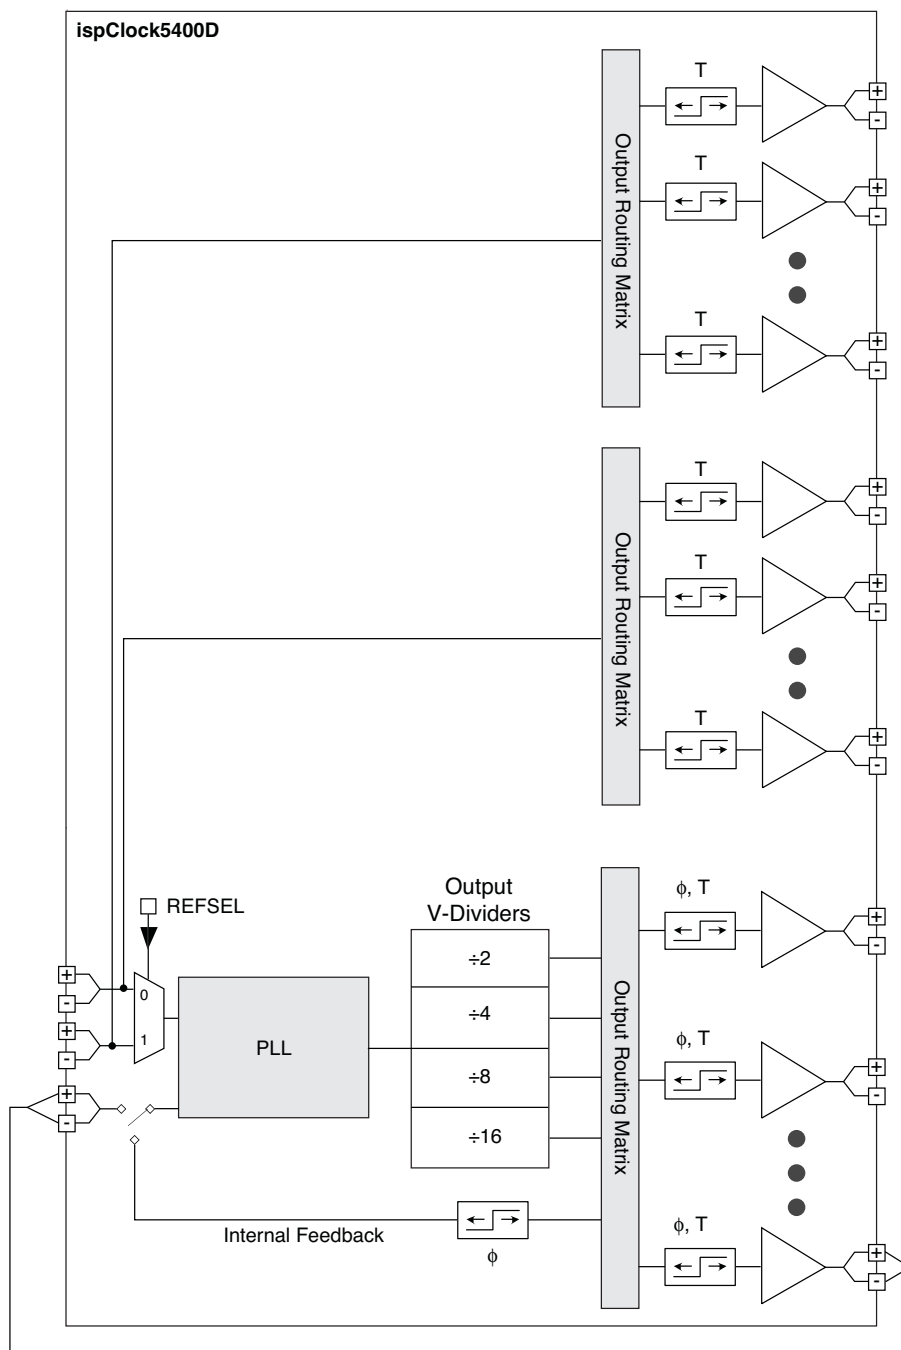 ispClock5400D
T
+
-
T
+
-
Output Routing Matrix
T
+
-
T
+
-
T
+
-
Output Routing Matrix
T
+
-
REFSEL
Output
V-Dividers
ϕ, T
+
-
÷2
+
-
0
÷4
+
-
1
PLL
Output Routing Matrix
ϕ, T
+
-
÷8
+
-
÷16
Internal Feedback
ϕ
ϕ, T
+
-